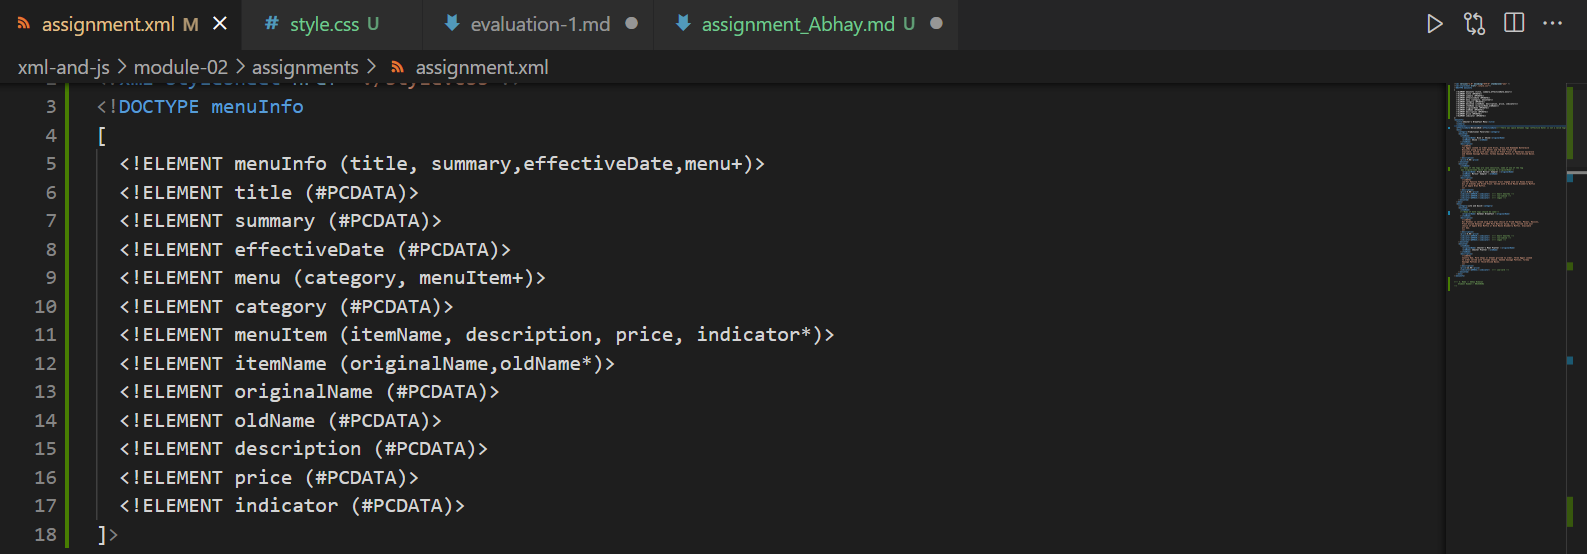 assignment.xml M
style.css U
evaluation-1.md
assignment_Abhay.md U
xml-and-js > module-02 > assignments > assignment.xml
3 <!DOCTYPE menuInfo
4 [
5 <!ELEMENT menuInfo (title, summary,effectiveDate,menu+)>
6 <!ELEMENT title (#PCDATA)>
7 <!ELEMENT summary (#PCDATA)>
8 <!ELEMENT effectiveDate (#PCDATA)>
9 <!ELEMENT menu (category, menuItem+)>
10 <!ELEMENT category (#PCDATA)>
11 <!ELEMENT menuItem (itemName, description, price, indicator*)>
12 <!ELEMENT itemName (originalName,oldName*)>
13 <!ELEMENT originalName (#PCDATA)>
14 <!ELEMENT oldName (#PCDATA)>
15 <!ELEMENT description (#PCDATA)>
16 <!ELEMENT price (#PCDATA)>
17 <!ELEMENT indicator (#PCDATA)>
18 ]>